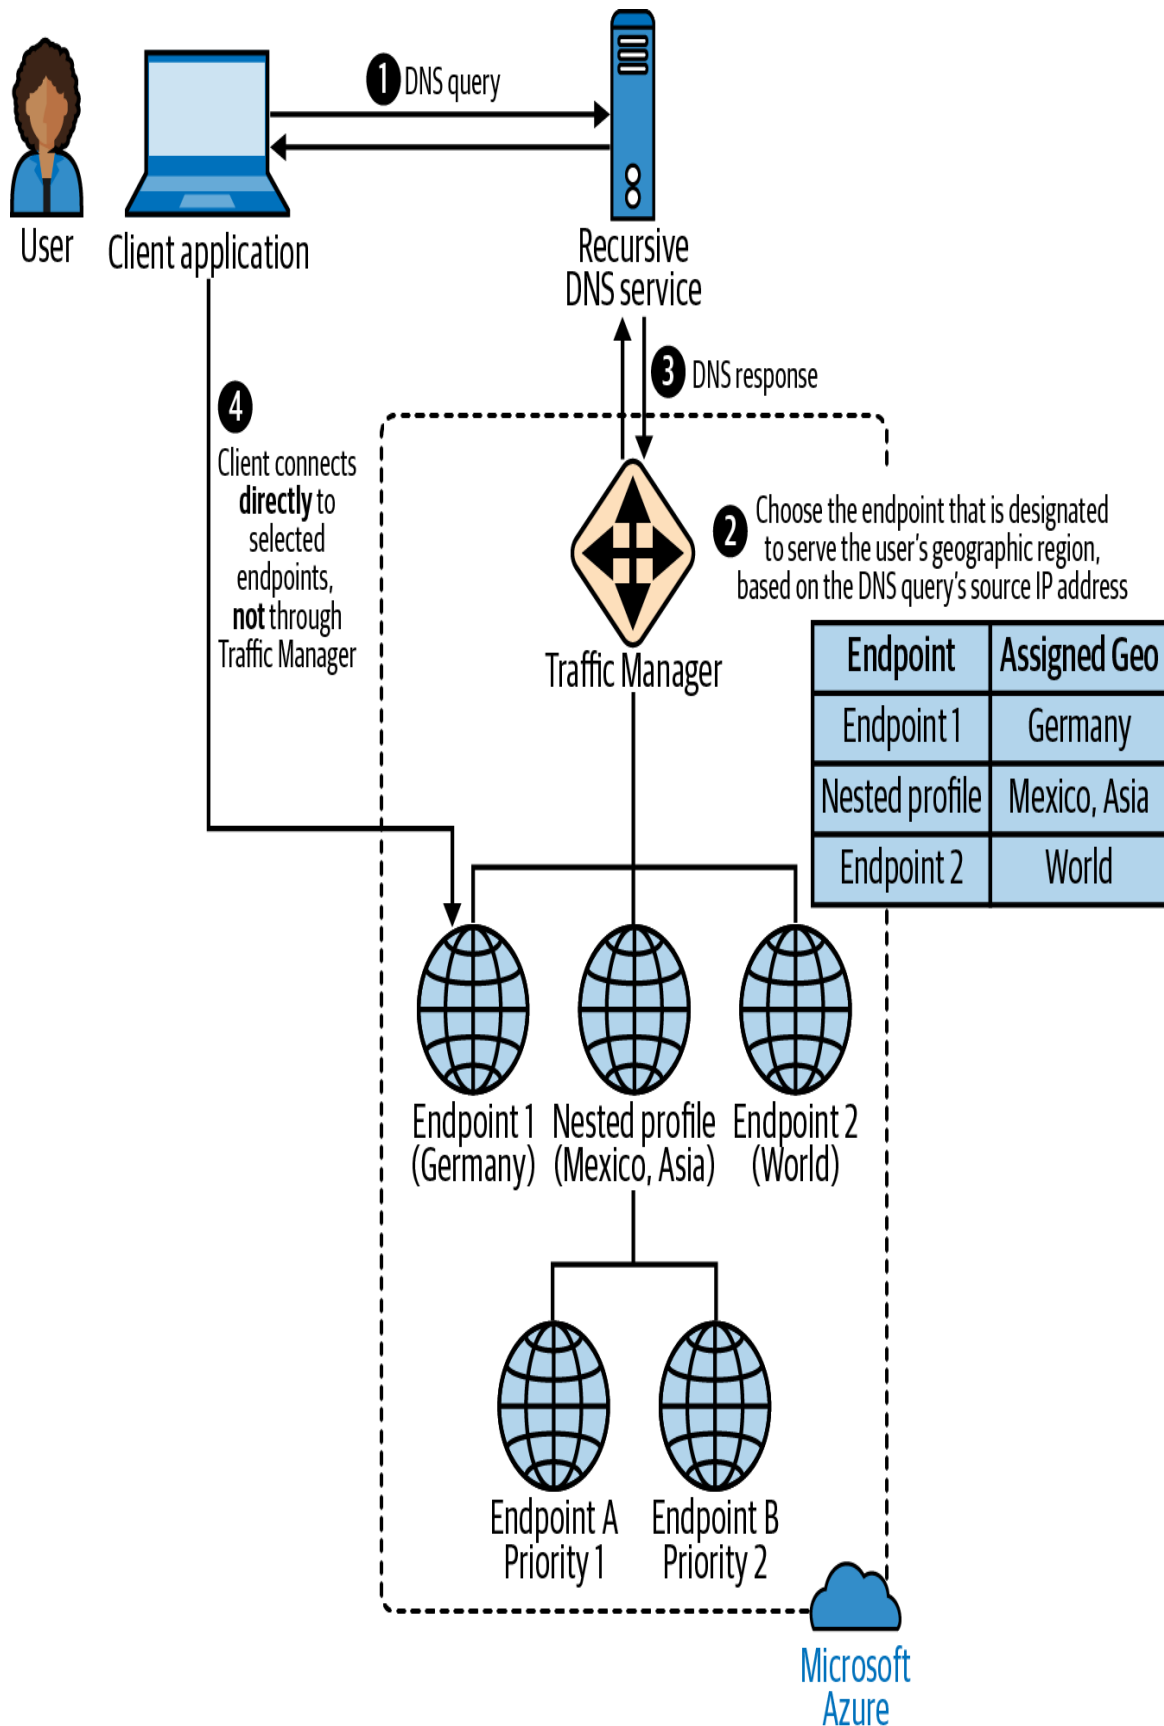 1 DNS query
User
Client application
Recursive
DNS service
3 DNS response
4
Client connects
directly to
selected
endpoints,
not through
Traffic Manager
2 Choose the endpoint that is designated
to serve the user's geographic region,
based on the DNS query's source IP address
Traffic Manager
Endpoint Assigned Geo
Endpoint 1 Germany
Nested profile Mexico, Asia
Endpoint 2 World
Endpoint 1
(Germany)
Nested profile
(Mexico, Asia)
Endpoint 2
(World)
Endpoint A
Priority 1
Endpoint B
Priority 2
Microsoft
Azure